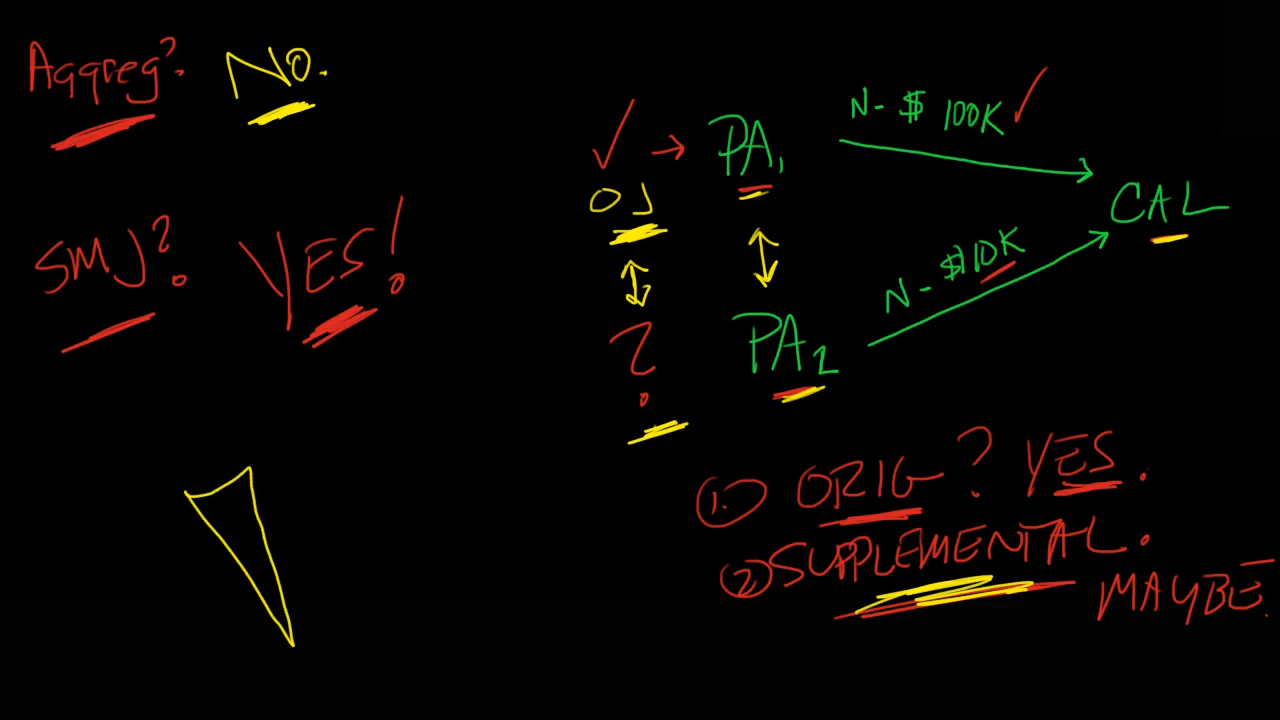 Aggreg? No.
SMJ? YES!
✓ → PA1
N - $ 100K ✓
OJ
CAL
N - $10K
?
PA2
1. ORIG? YES.
2 SUPPLEMENTAL.
MAYBE.